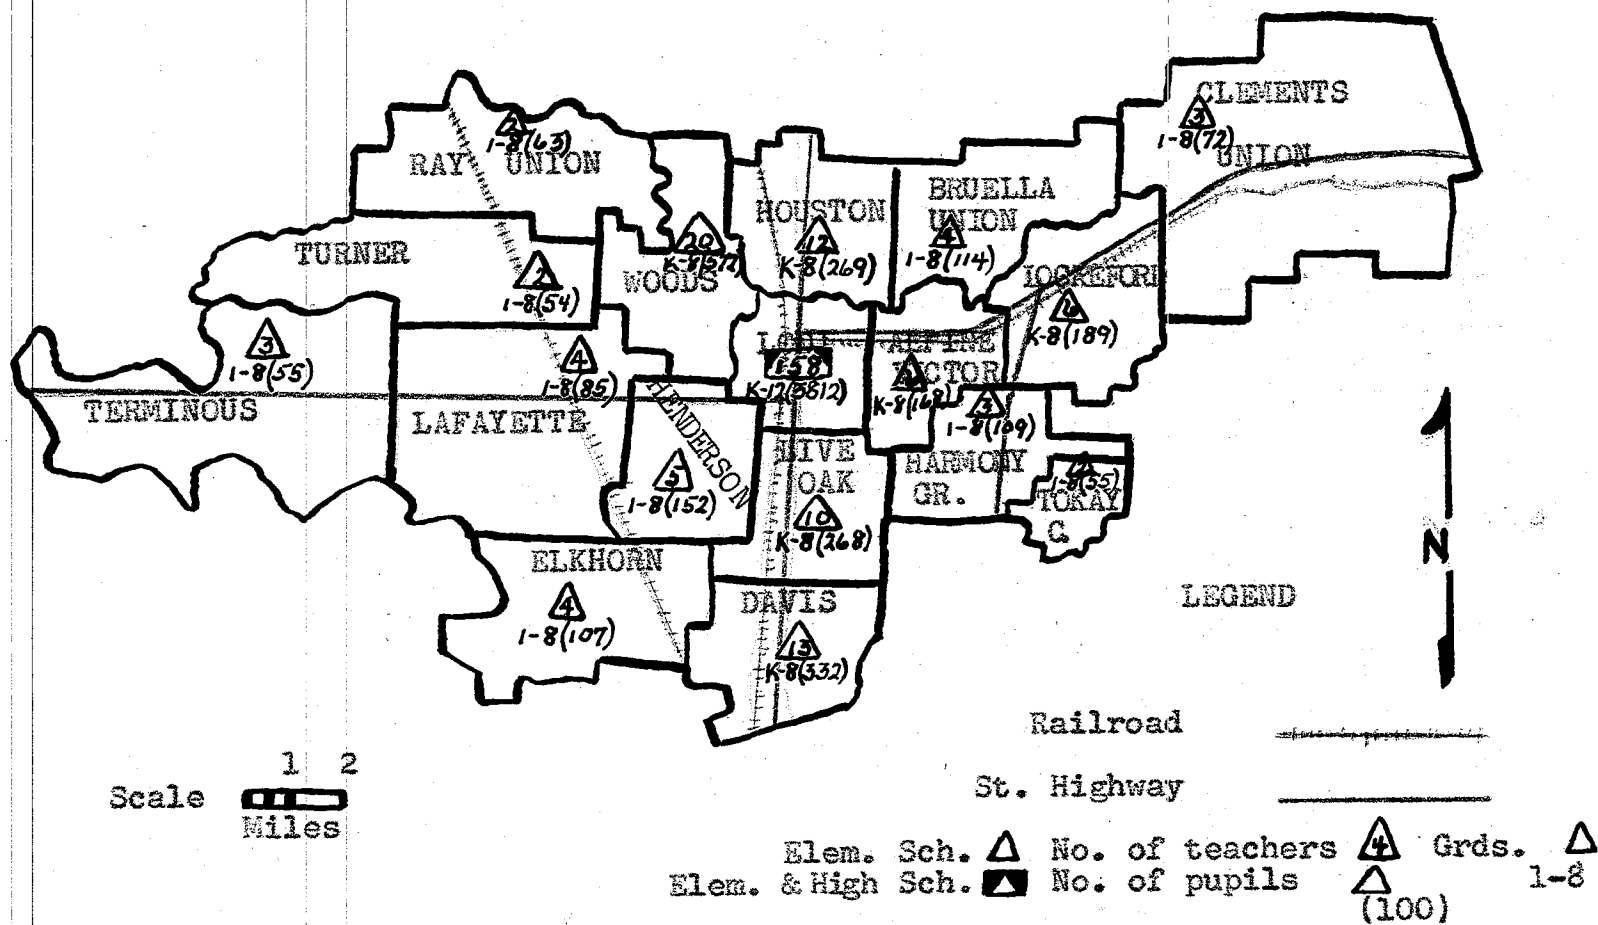 CLEMENTS
3
1-8(72)
UNION
2
1-8(63)
RAY UNION
BRUELLA
UNION
4
1-8(114)
HOUSTON
12
K-8(269)
20
K-8(572)
WOODS
TURNER
2
1-8(54)
6
K-8(189)
3
1-8(55)
TERMINOUS
4
1-8(85)
LAFAYETTE
158
K-12(3812)
ALPINE
VICTOR
3
1-8(109)
HARMONY
GR.
HENDERSON
5
1-8(152)
LIVE
OAK
10
K-8(268)
1-8(55)
TOKAY
C.
ELKHORN
4
1-8(107)
DAVIS
13
K-8(332)
N
LEGEND
Railroad
St. Highway
1 2
Scale
Miles
Elem. Sch. No. of teachers 4 Grds.
Elem. & High Sch. No. of pupils 1-8
(100)